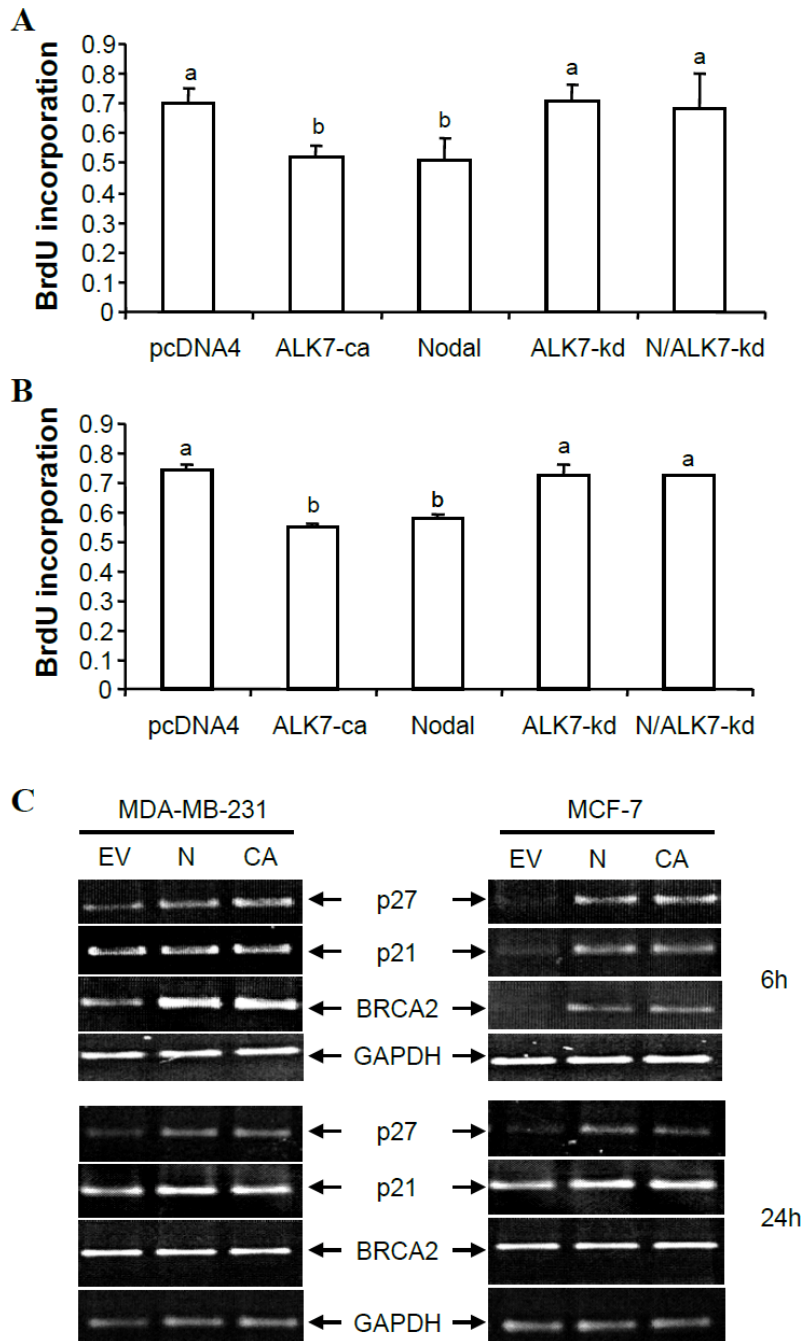 A
BrdU incorporation
0.9
0.8
0.7
0.6
0.5
0.4
0.3
0.2
0.1
0
a
b
b
a
a
pcDNA4 ALK7-ca Nodal ALK7-kd N/ALK7-kd
B
BrdU incorporation
0.9
0.8
0.7
0.6
0.5
0.4
0.3
0.2
0.1
0
a
b
b
a
a
pcDNA4 ALK7-ca Nodal ALK7-kd N/ALK7-kd
C
MDA-MB-231 MCF-7
EV N CA EV N CA
p27
p21
BRCA2
GAPDH
6h
p27
p21
BRCA2
GAPDH
24h